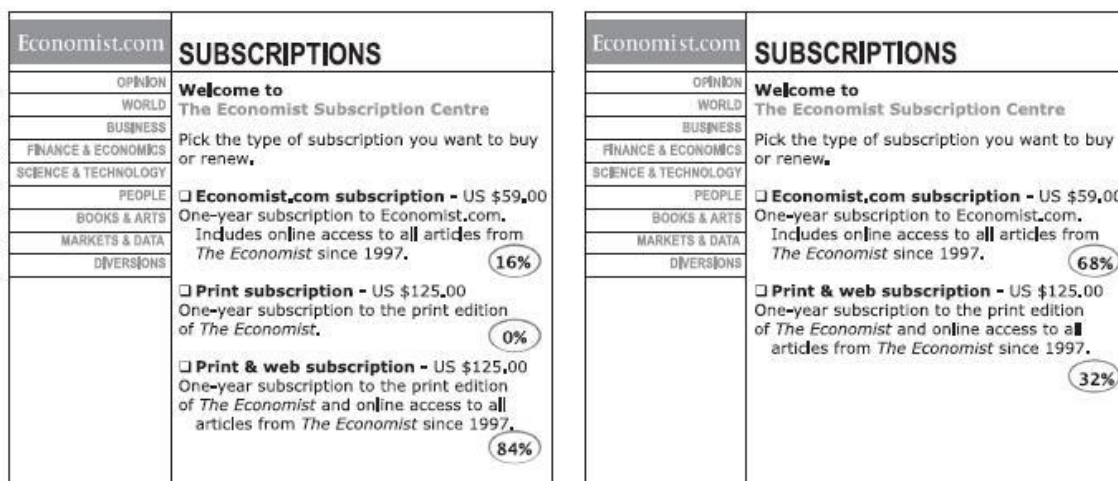 Economist.com
SUBSCRIPTIONS
OPINION
WORLD
BUSINESS
FINANCE & ECONOMICS
SCIENCE & TECHNOLOGY
PEOPLE
BOOKS & ARTS
MARKETS & DATA
DIVERSIONS
Welcome to
The Economist Subscription Centre
Pick the type of subscription you want to buy
or renew.
❑ Economist.com subscription - US $59.00
One-year subscription to Economist.com.
Includes online access to all articles from
The Economist since 1997.
16%
❑ Print subscription - US $125.00
One-year subscription to the print edition
of The Economist.
0%
❑ Print & web subscription - US $125.00
One-year subscription to the print edition
of The Economist and online access to all
articles from The Economist since 1997.
84%
Economist.com
SUBSCRIPTIONS
OPINION
WORLD
BUSINESS
FINANCE & ECONOMICS
SCIENCE & TECHNOLOGY
PEOPLE
BOOKS & ARTS
MARKETS & DATA
DIVERSIONS
Welcome to
The Economist Subscription Centre
Pick the type of subscription you want to buy
or renew.
❑ Economist.com subscription - US $59.00
One-year subscription to Economist.com.
Includes online access to all articles from
The Economist since 1997.
68%
❑ Print & web subscription - US $125.00
One-year subscription to the print edition
of The Economist and online access to all
articles from The Economist since 1997.
32%